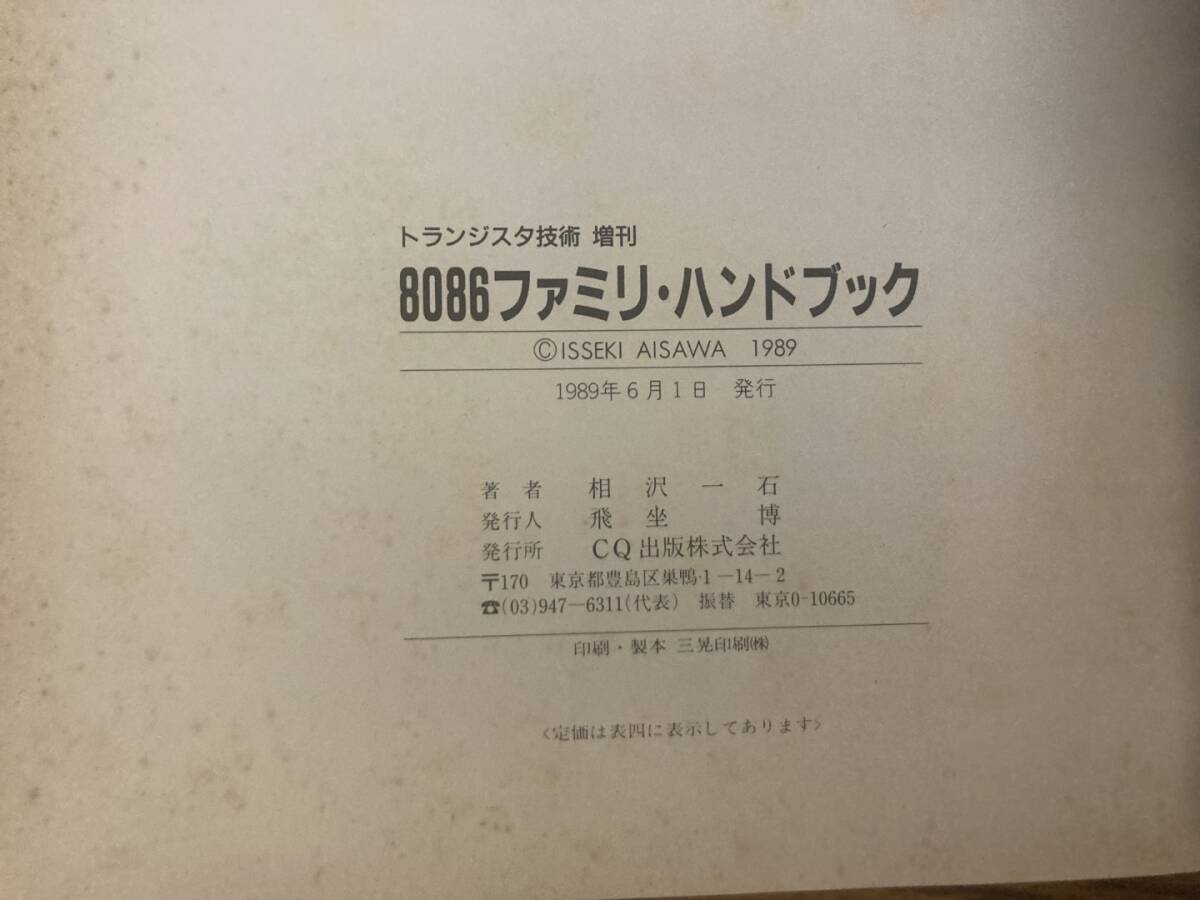 トランジスタ技術 増刊
8086ファミリ・ハンドブック
©ISSEKI AISAWA 1989
1989年6月1日 発行
著者 相沢一石
発行人 飛坐 博
発行所 CQ出版株式会社
〒170 東京都豊島区巣鴨1-14-2
☎(03)947-6311(代表) 振替 東京0-10665
印刷・製本 三晃印刷㈱
<定価は表四に表示してあります>